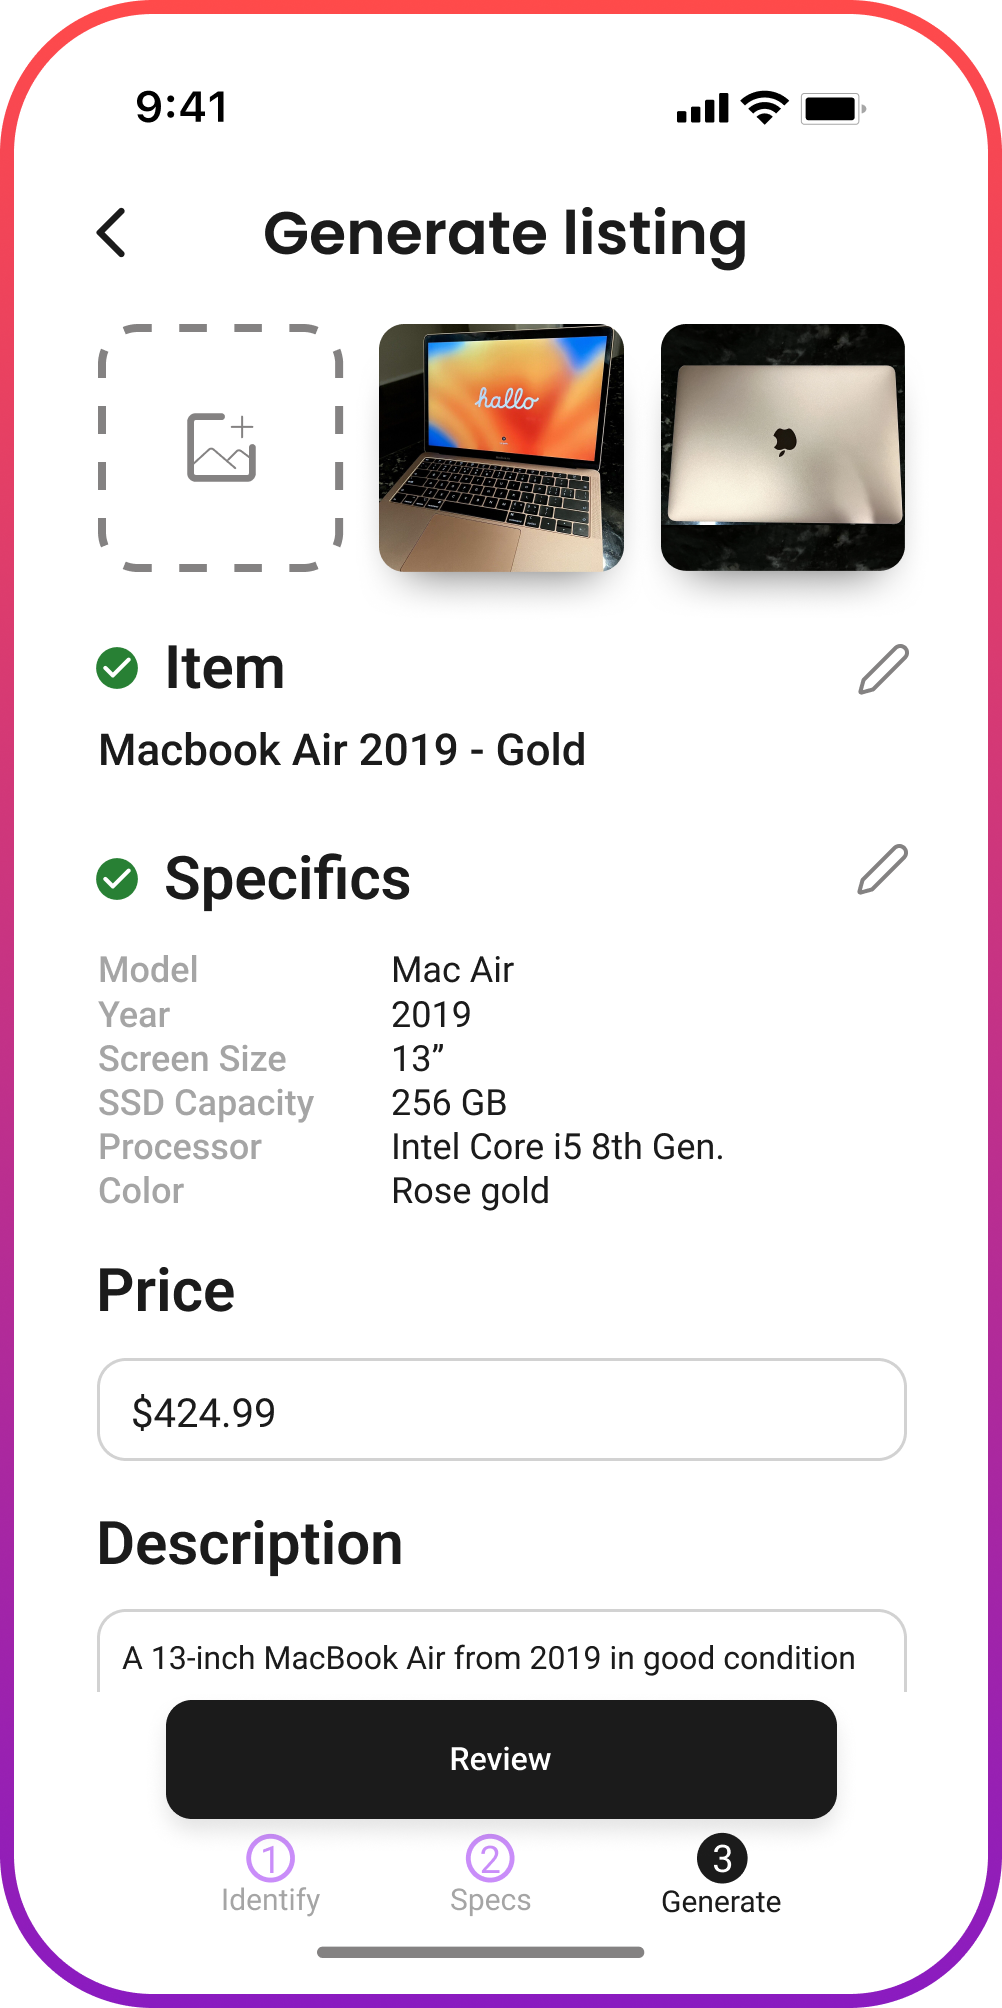 9:41
Generate listing
hallo
Item
Macbook Air 2019 - Gold
Specifics
Model Mac Air
Year 2019
Screen Size 13”
SSD Capacity 256 GB
Processor Intel Core i5 8th Gen.
Color Rose gold
Price
$424.99
Description
A 13-inch MacBook Air from 2019 in good condition
Review
1 2 3
Identify Specs Generate